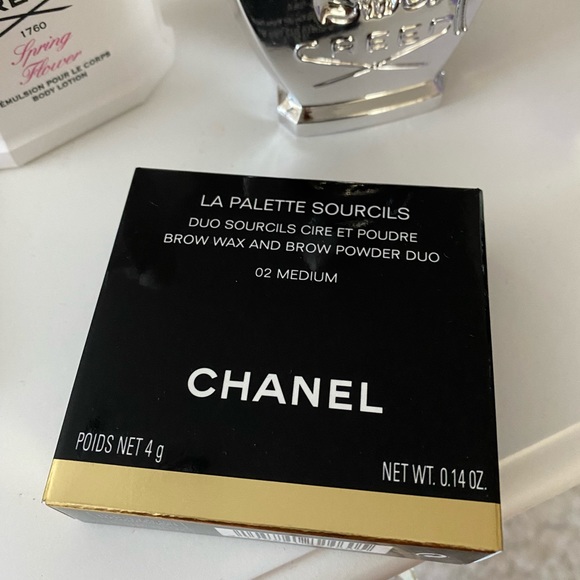 1760
Spring
Flower
ÉMULSION POUR LE CORPS
BODY LOTION
CREED
LA PALETTE SOURCILS
DUO SOURCILS CIRE ET POUDRE
BROW WAX AND BROW POWDER DUO
02 MEDIUM
CHANEL
POIDS NET 4 g
NET WT. 0.14 OZ.